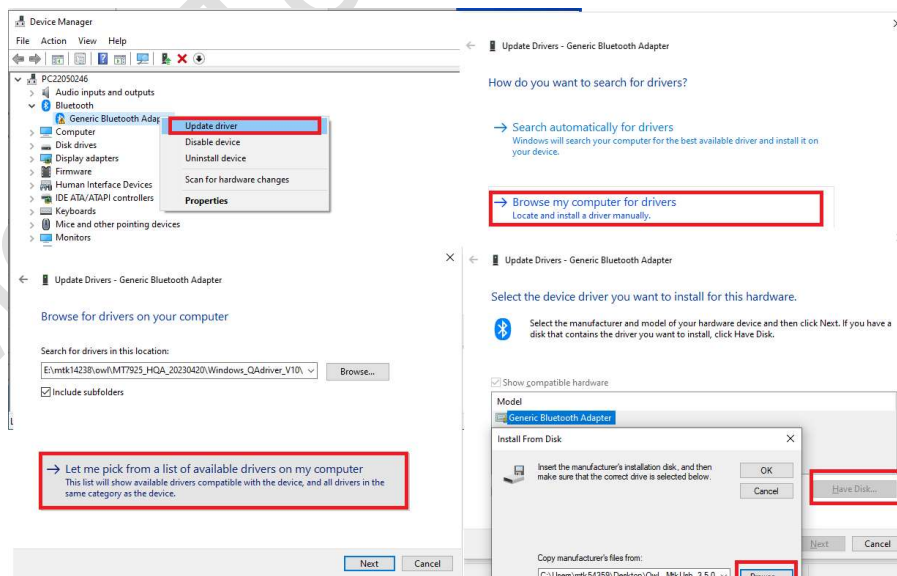 Device Manager
File Action View Help
PC22050246
Audio inputs and outputs
Bluetooth
Generic Bluetooth Adap
Computer
Disk drives
Display adapters
Firmware
Human Interface Devices
IDE ATA/ATAPI controllers
Keyboards
Mice and other pointing devices
Monitors
Update driver
Disable device
Uninstall device
Scan for hardware changes
Properties
Update Drivers - Generic Bluetooth Adapter
How do you want to search for drivers?
Search automatically for drivers
Windows will search your computer for the best available driver and install it on
your device.
Browse my computer for drivers
Locate and install a driver manually.
Update Drivers - Generic Bluetooth Adapter
Browse for drivers on your computer
Search for drivers in this location:
E:\mtk14238\owl\MT7925_HQA_20230420\Windows_QAdriver_V10\
Browse...
Include subfolders
Let me pick from a list of available drivers on my computer
This list will show available drivers compatible with the device, and all drivers in the
same category as the device.
Next Cancel
Update Drivers - Generic Bluetooth Adapter
Select the device driver you want to install for this hardware.
Select the manufacturer and model of your hardware device and then click Next. If you have a
disk that contains the driver you want to install, click Have Disk.
Show compatible hardware
Model
Generic Bluetooth Adapter
Install From Disk
Insert the manufacturer's installation disk, and then
make sure that the correct drive is selected below.
OK
Cancel
Have Disk...
Next Cancel
Copy manufacturer's files from: